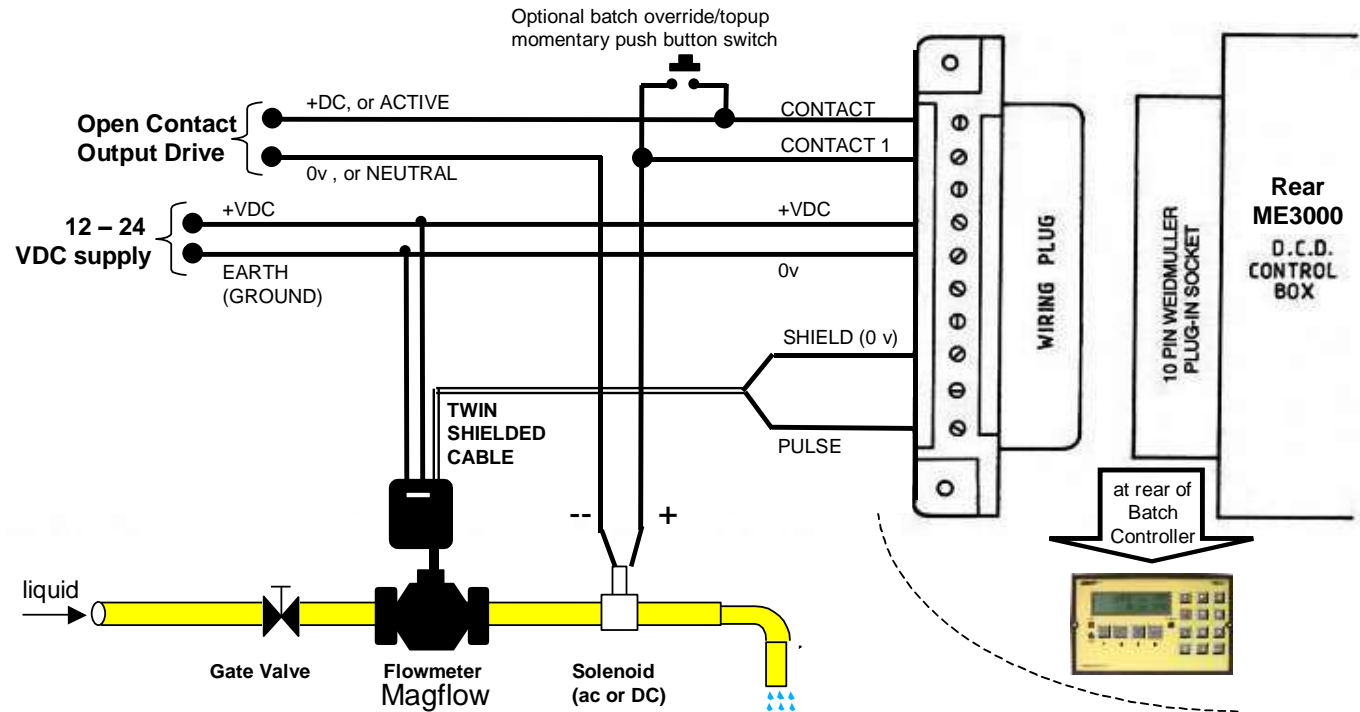 Optional batch override/topup
momentary push button switch
+DC, or ACTIVE
CONTACT
Open Contact
Output Drive
CONTACT 1
0v , or NEUTRAL
12 – 24
VDC supply
+VDC
+VDC
EARTH
(GROUND)
0v
SHIELD (0 v)
TWIN
SHIELDED
CABLE
PULSE
WIRING PLUG
10 PIN WEIDMULLER
PLUG-IN SOCKET
Rear
ME3000
D.C.D.
CONTROL
BOX
-- +
at rear of
Batch
Controller
liquid
Gate Valve
Flowmeter
Magflow
Solenoid
(ac or DC)